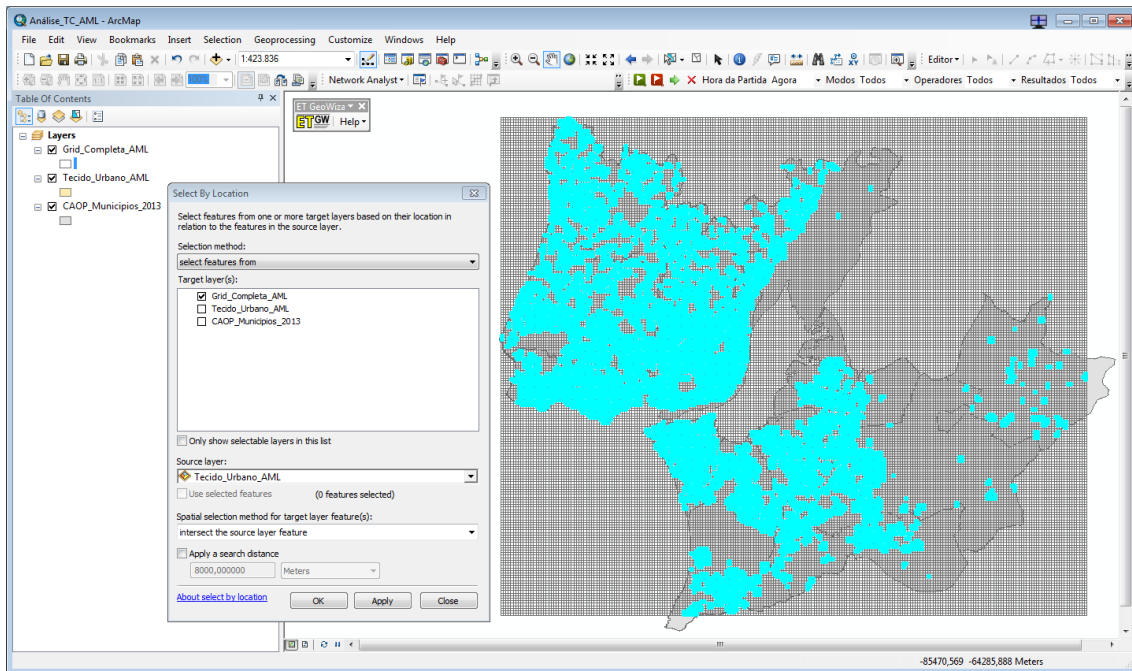 Análise_TC_AML - ArcMap
File Edit View Bookmarks Insert Selection Geoprocessing Customize Windows Help
1:423.836
Editor
100%
Network Analyst
Hora da Partida Agora
Modos Todos
Operadores Todos
Resultados Todos
Table Of Contents
Layers
Grid_Completa_AML
Tecido_Urbano_AML
CAOP_Municipios_2013
ET GeoWiza
ET GW Help
Select By Location
Select features from one or more target layers based on their location in
relation to the features in the source layer.
Selection method:
select features from
Target layer(s):
Grid_Completa_AML
Tecido_Urbano_AML
CAOP_Municipios_2013
Only show selectable layers in this list
Source layer:
Tecido_Urbano_AML
Use selected features (0 features selected)
Spatial selection method for target layer feature(s):
intersect the source layer feature
Apply a search distance
8000,000000 Meters
About select by location OK Apply Close
-85470,569 -64285,888 Meters